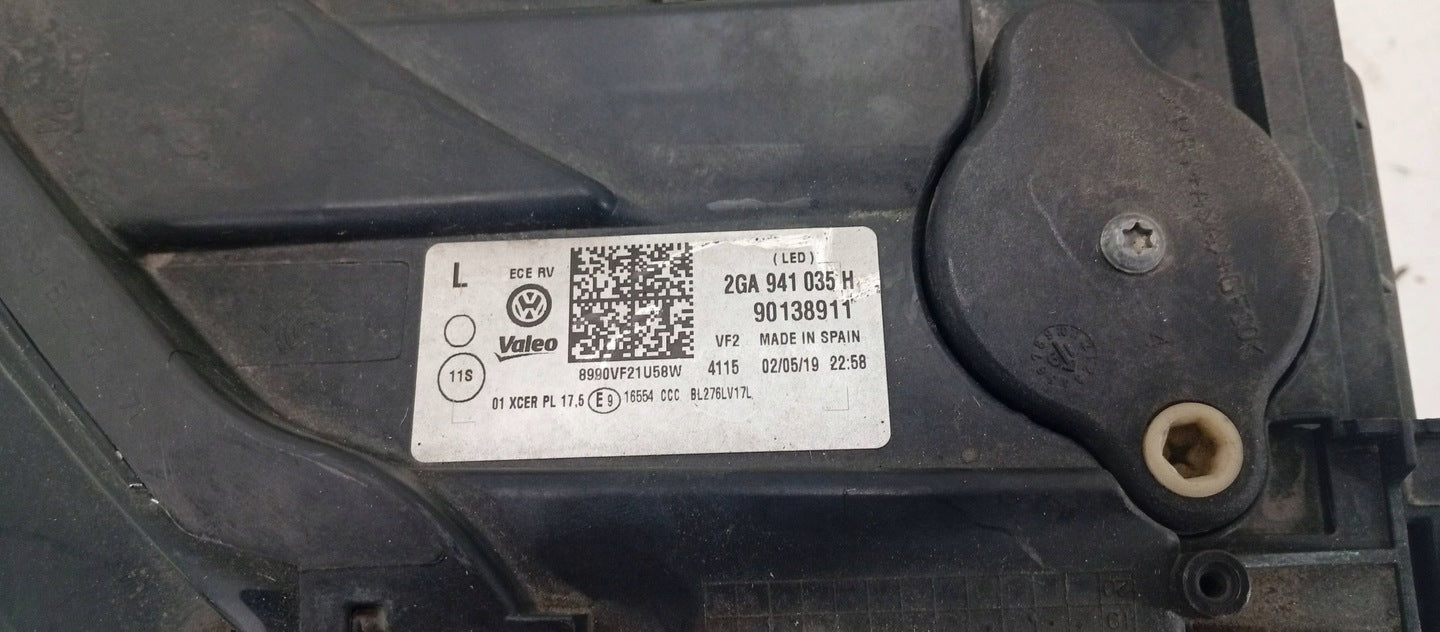 L
ECE RV
Valeo
11S
(LED)
2GA 941 035 H
90138911
VF2 MADE IN SPAIN
8990VF21U58W 4115 02/05/19 22:58
01 XCER PL 17,5 E9 16554 CCC BL276LV17L